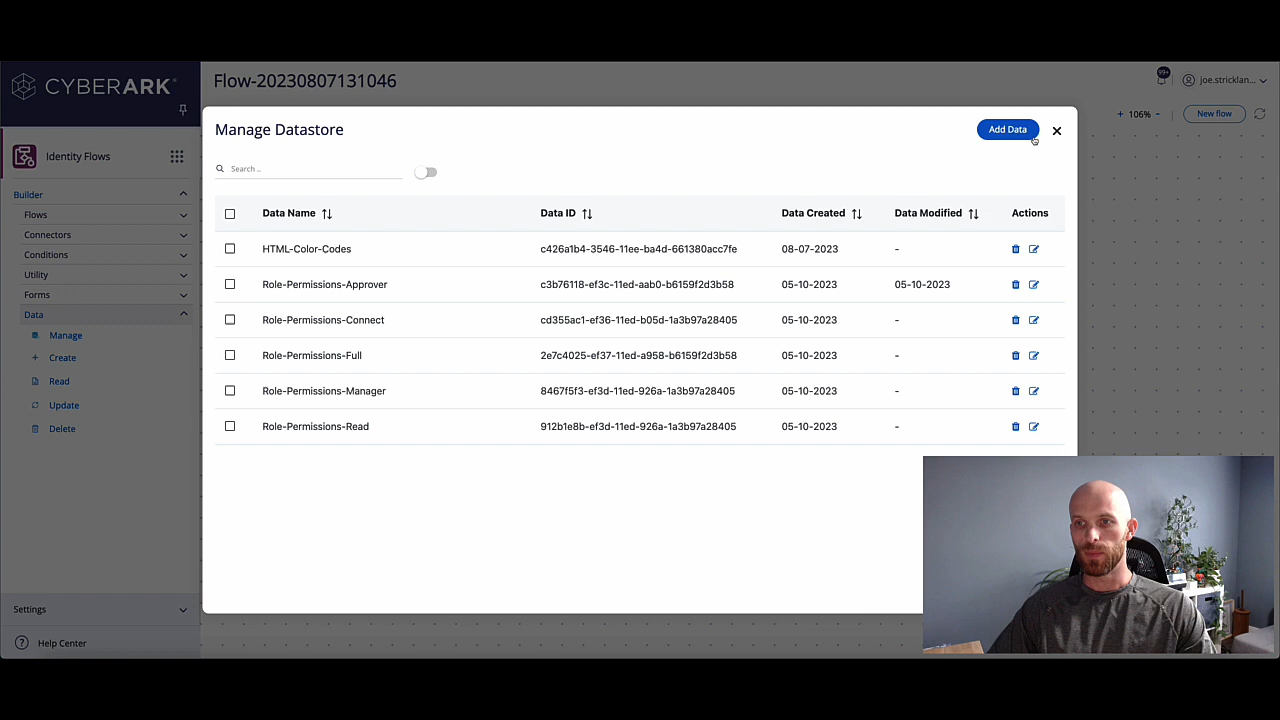 CYBERARK®
Flow-20230807131046
99+
joe.stricklan...
106%
New flow
Identity Flows
Builder
Flows
Connectors
Conditions
Utility
Forms
Data
Manage
Create
Read
Update
Delete
Settings
Help Center
Manage Datastore
Add Data
Search ..
Data Name
Data ID
Data Created
Data Modified
Actions
HTML-Color-Codes c426a1b4-3546-11ee-ba4d-661380acc7fe 08-07-2023 -
Role-Permissions-Approver c3b76118-ef3c-11ed-aab0-b6159f2d3b58 05-10-2023 05-10-2023
Role-Permissions-Connect cd355ac1-ef36-11ed-b05d-1a3b97a28405 05-10-2023 -
Role-Permissions-Full 2e7c4025-ef37-11ed-a958-b6159f2d3b58 05-10-2023 -
Role-Permissions-Manager 8467f5f3-ef3d-11ed-926a-1a3b97a28405 05-10-2023 -
Role-Permissions-Read 912b1e8b-ef3d-11ed-926a-1a3b97a28405 05-10-2023 -